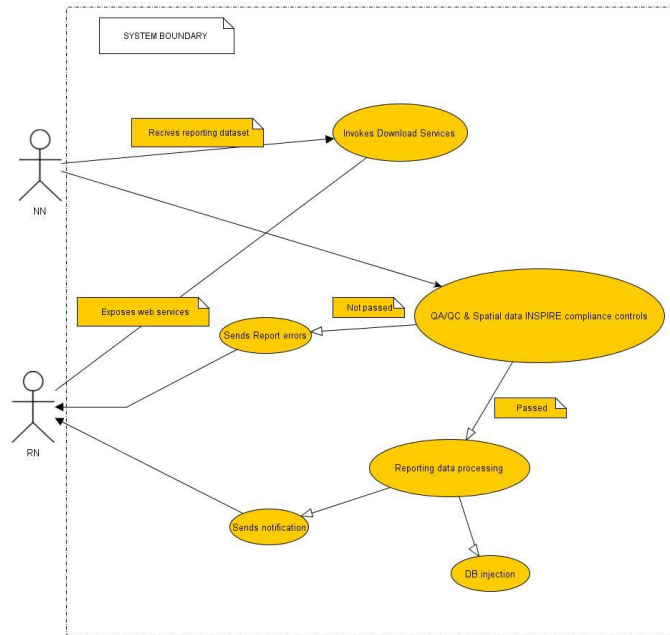 SYSTEM BOUNDARY
Recives reporting dataset
Invokes Download Services
NN
Exposes web services
Not passed
QA/QC & Spatial data INSPIRE compliance controls
Sends Report errors
RN
Passed
Reporting data processing
Sends notification
DB injection